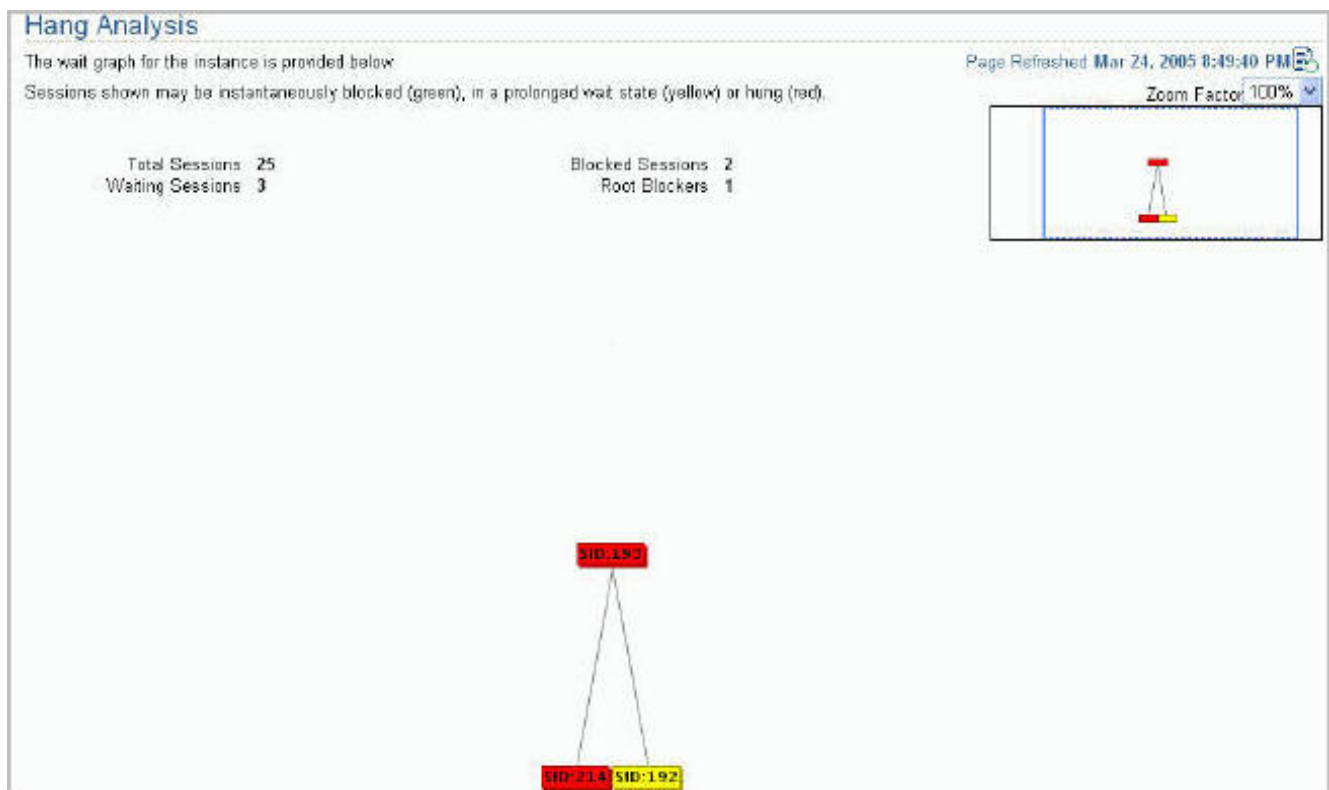 Hang Analysis
The wait graph for the instance is provided below
Page Refreshed Mar 24, 2005 8:49:40 PM
Sessions shown may be instantaneously blocked (green), in a prolonged wait state (yellow) or hung (red).
Zoom Factor 100%
Total Sessions 25
Blocked Sessions 2
Waiting Sessions 3
Root Blockers 1
SID:193
SID:214 SID:192